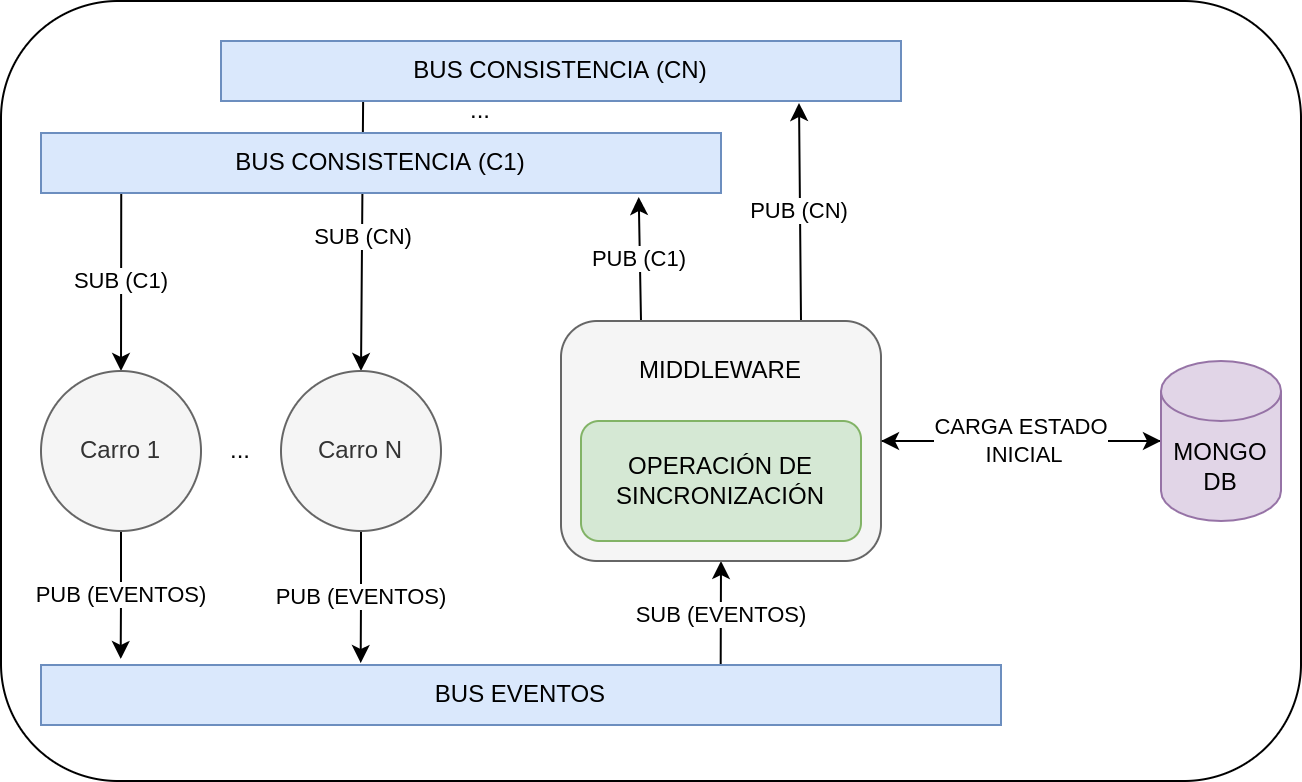 BUS CONSISTENCIA (CN)
...
BUS CONSISTENCIA (C1)
PUB (CN)
SUB (CN)
PUB (C1)
SUB (C1)
MIDDLEWARE
CARGA ESTADO
INICIAL
MONGO
DB
Carro 1
...
Carro N
OPERACIÓN DE
SINCRONIZACIÓN
PUB (EVENTOS)
PUB (EVENTOS)
SUB (EVENTOS)
BUS EVENTOS